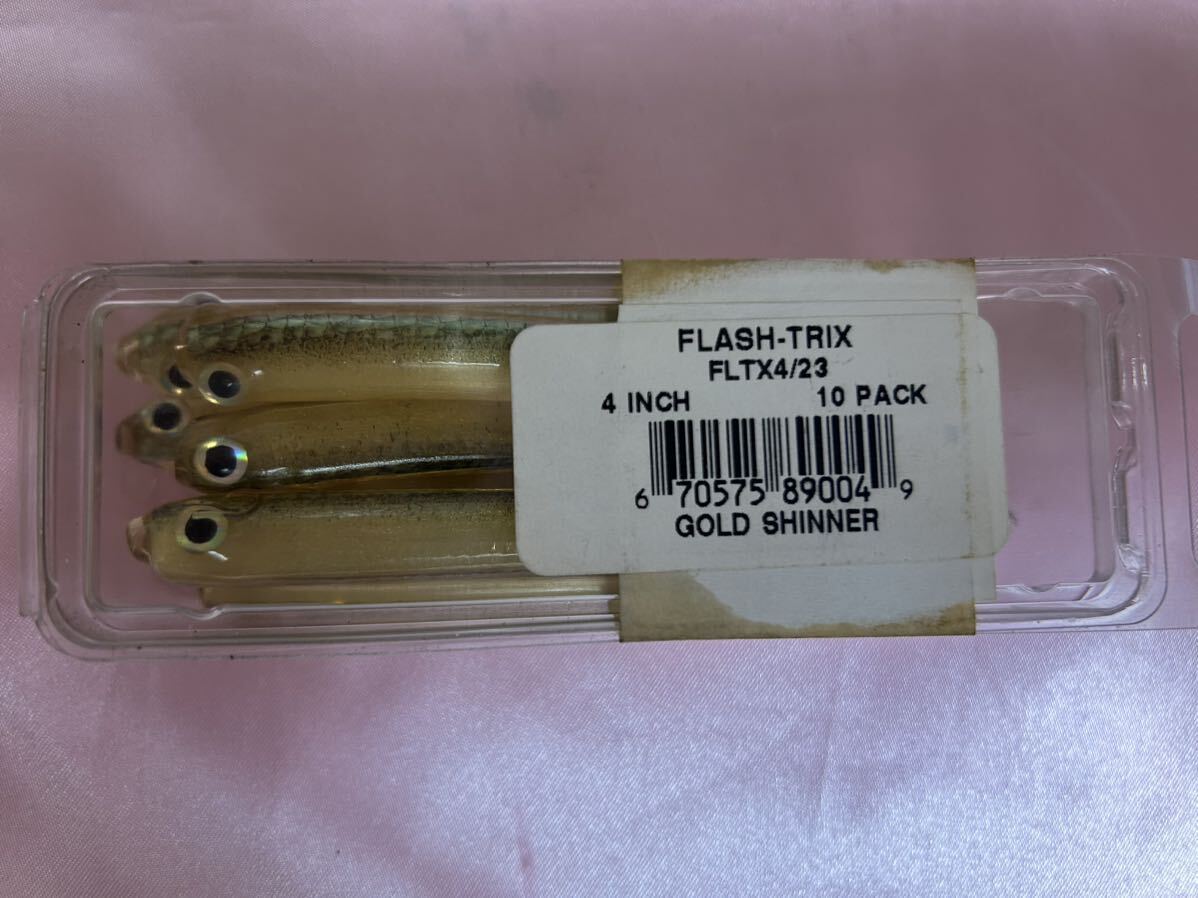 FLASH-TRIX
FLTX4/23
4 INCH 10 PACK
6 70575 89004 9
GOLD SHINNER